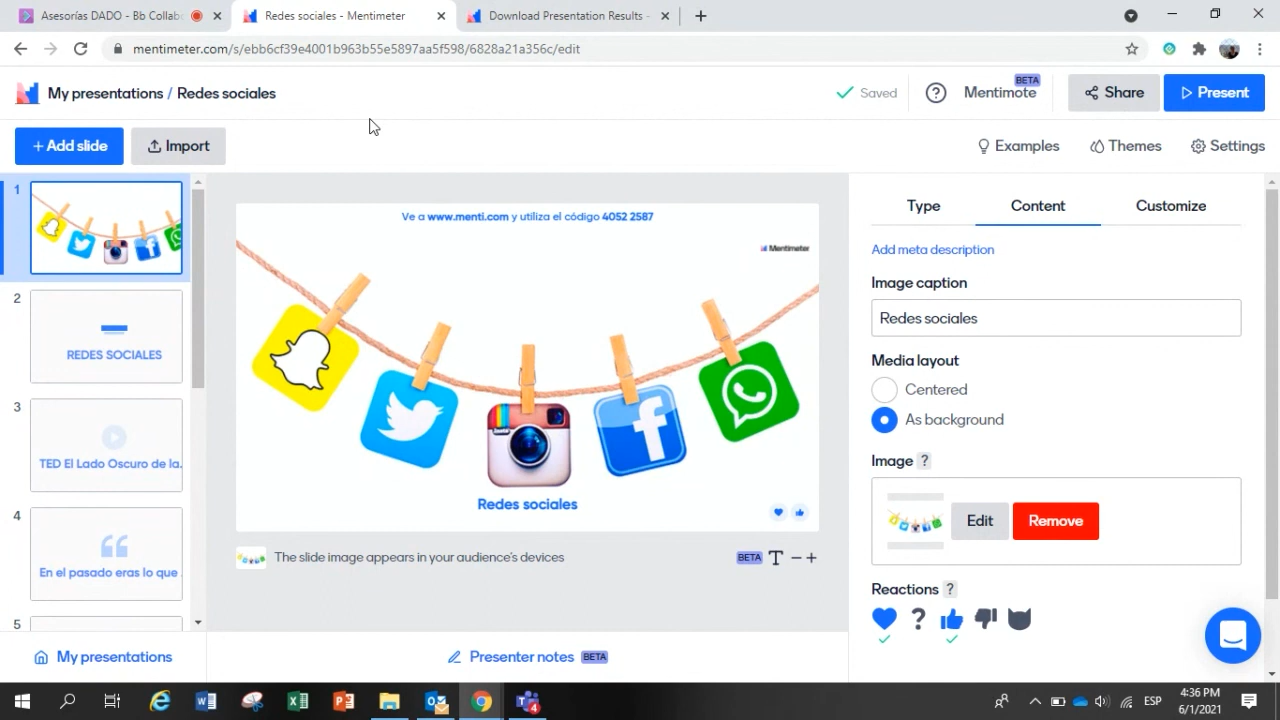 Asesorías DADO - Bb Collab
Redes sociales - Mentimeter
Download Presentation Results -
mentimeter.com/s/ebb6cf39e4001b963b55e5897aa5f598/6828a21a356c/edit
My presentations / Redes sociales
Saved
?
Mentimote
BETA
Share
Present
+ Add slide
Import
Examples
Themes
Settings
1
2
REDES SOCIALES
3
TED El Lado Oscuro de la.
4
En el pasado eras lo que
5
My presentations
Ve a www.menti.com y utiliza el código 4052 2587
Mentimeter
Redes sociales
The slide image appears in your audience's devices
BETA T − +
Presenter notes BETA
Type
Content
Customize
Add meta description
Image caption
Redes sociales
Media layout
Centered
As background
Image ?
Edit
Remove
Reactions ?
?
ESP
4:36 PM
6/1/2021